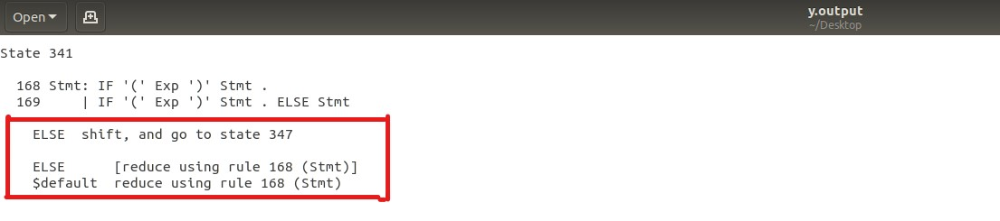 Open
y.output
~/Desktop
State 341
168 Stmt: IF '(' Exp ')' Stmt .
169     | IF '(' Exp ')' Stmt . ELSE Stmt
ELSE  shift, and go to state 347
ELSE      [reduce using rule 168 (Stmt)]
$default  reduce using rule 168 (Stmt)